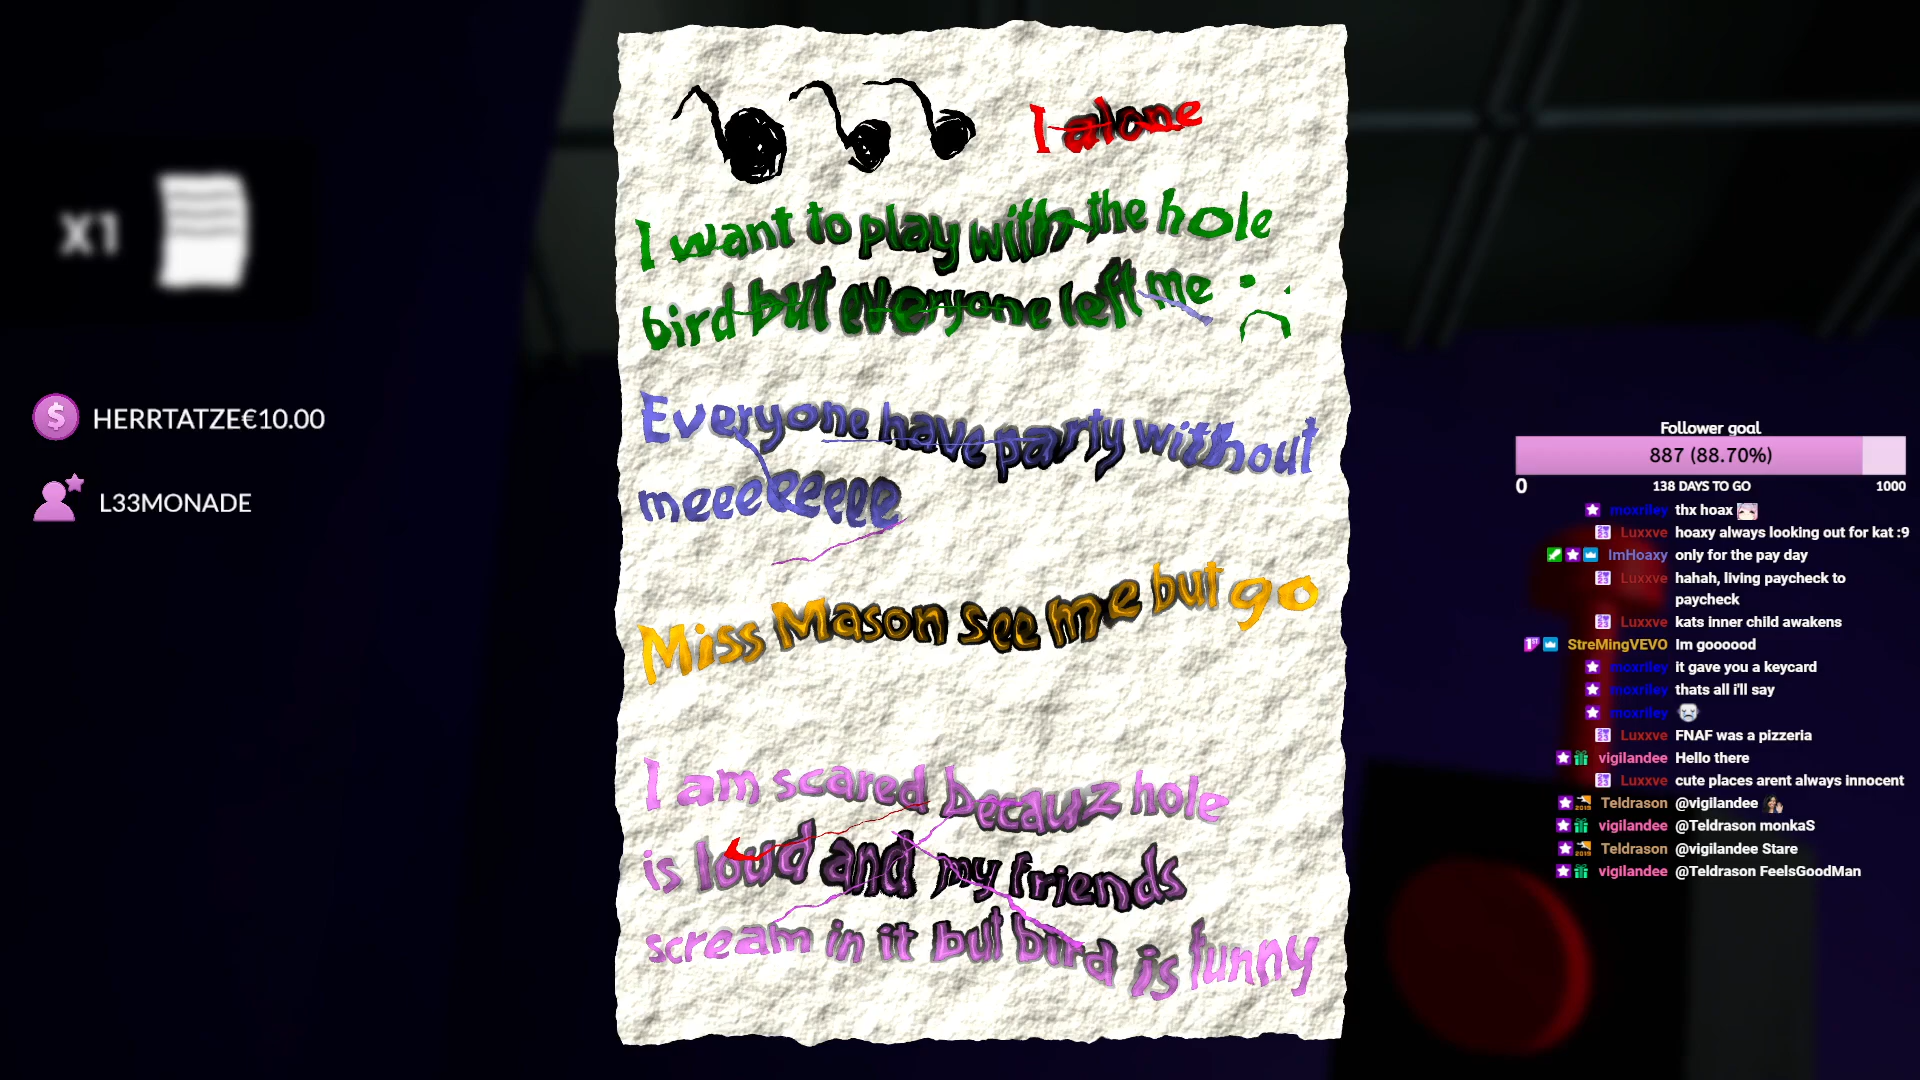 X1
I alone
I want to play with the hole
bird but everyone left me :(
Everyone have party without
meeeeeeee
Miss Mason see me but go
I am scared becauz hole
is loud and my friends
scream in it but bird is funny
$ HERRTATZE€10.00
L33MONADE
Follower goal
887 (88.70%)
0 138 DAYS TO GO 1000
moxriley thx hoax
Luxxve hoaxy always looking out for kat :9
ImHoaxy only for the pay day
Luxxve hahah, living paycheck to
paycheck
Luxxve kats inner child awakens
StreMingVEVO Im goooood
moxriley it gave you a keycard
moxriley thats all i'll say
moxriley
Luxxve FNAF was a pizzeria
vigilandee Hello there
Luxxve cute places arent always innocent
Teldrason @vigilandee
vigilandee @Teldrason monkaS
Teldrason @vigilandee Stare
vigilandee @Teldrason FeelsGoodMan